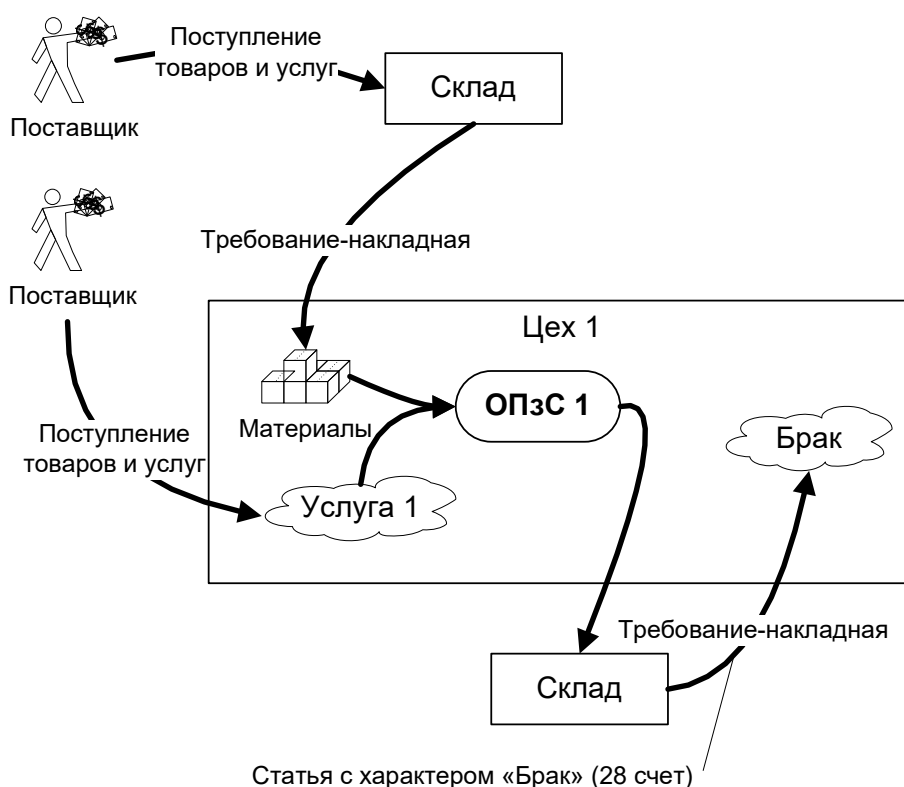 Поступление
товаров и услуг
Склад
Поставщик
Требование-накладная
Поставщик
Цех 1
Материалы
ОПзС 1
Брак
Поступление
товаров и услуг
Услуга 1
Требование-накладная
Склад
Статья с характером «Брак» (28 счет)